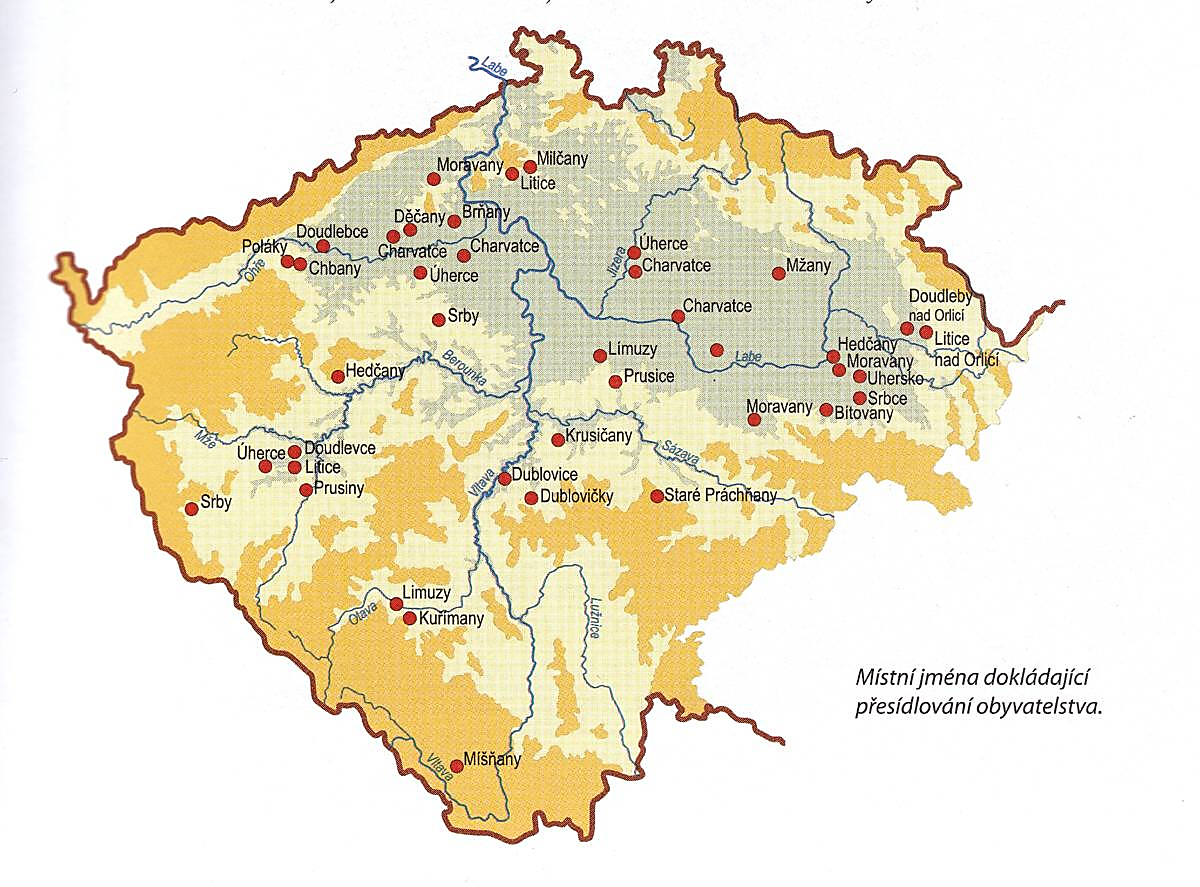 Labe
Moravany
Milčany
Litice
Děčany
Brňany
Doudlebce
Charvatce
Charvatce
Poláky
Chbany
Úherce
Ohře
Jizera
Úherce
Charvatce
Mžany
Srby
Charvatce
Doudleby
nad Orlicí
Litice
nad Orlicí
Hedčany
Berounka
Límuzy
Labe
Hedčany
Moravany
Uhersko
Prusice
Srbce
Moravany
Bítovany
Mže
Úherce
Doudlevce
Litice
Krusičany
Sázava
Prusiny
Srby
Vltava
Dublovice
Dublovičky
Staré Práchňany
Otava
Limuzy
Kuřímany
Lužnice
Místní jména dokládající
přesídlování obyvatelstva.
Vltava
Míšňany